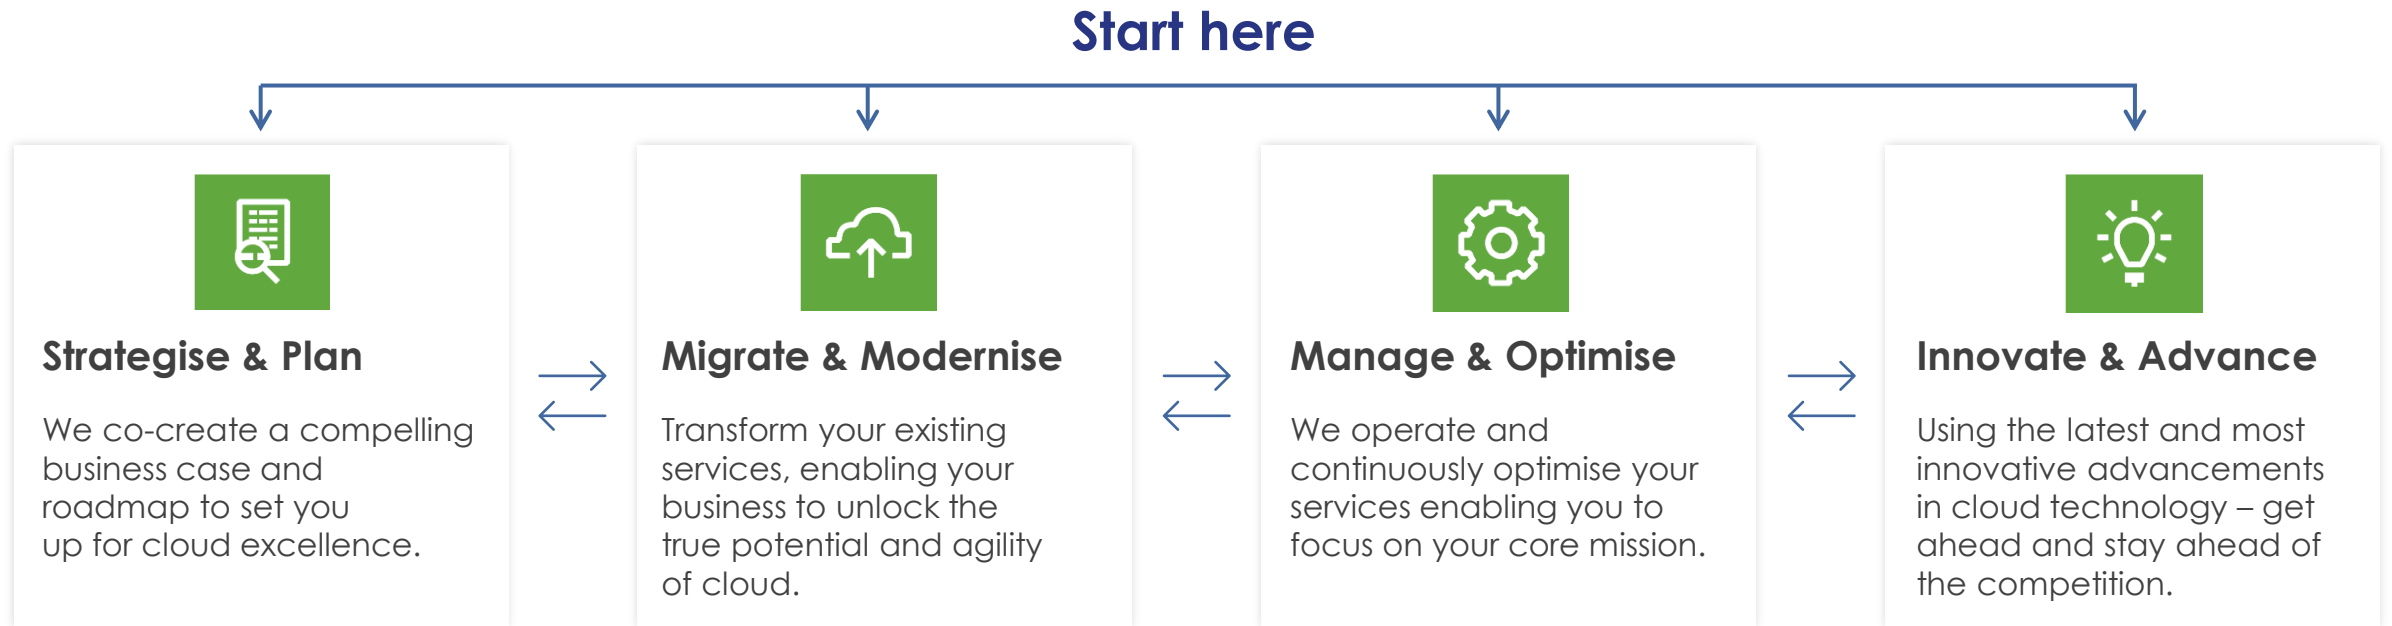 Start here
Strategise & Plan
We co-create a compelling
business case and
roadmap to set you
up for cloud excellence.
Migrate & Modernise
Transform your existing
services, enabling your
business to unlock the
true potential and agility
of cloud.
Manage & Optimise
We operate and
continuously optimise your
services enabling you to
focus on your core mission.
Innovate & Advance
Using the latest and most
innovative advancements
in cloud technology – get
ahead and stay ahead of
the competition.